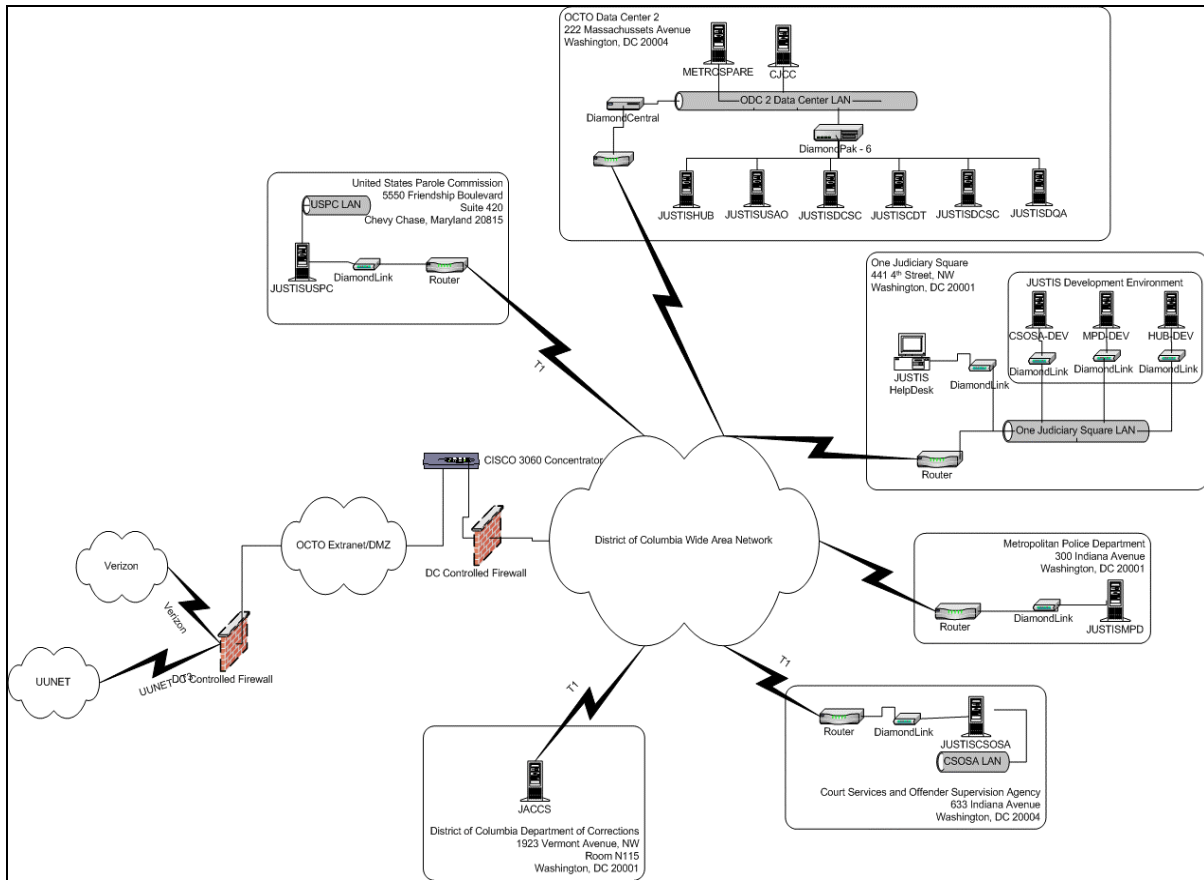 OCTO Data Center 2
222 Massachussets Avenue
Washington, DC 20004
METROSPARE
CJCC
ODC 2 Data Center LAN
DiamondCentral
DiamondPak - 6
JUSTISHUB
JUSTISUSAO
JUSTISDCSC
JUSTISCDT
JUSTISDCSC
JUSTISDQA
United States Parole Commission
5550 Friendship Boulevard
Suite 420
Chevy Chase, Maryland 20815
USPC LAN
JUSTISUSPC
DiamondLink
Router
T1
One Judiciary Square
441 4th Street, NW
Washington, DC 20001
JUSTIS Development Environment
CSOSA-DEV
MPD-DEV
HUB-DEV
DiamondLink
DiamondLink
DiamondLink
JUSTIS
HelpDesk
DiamondLink
One Judiciary Square LAN
Router
CISCO 3060 Concentrator
OCTO Extranet/DMZ
DC Controlled Firewall
District of Columbia Wide Area Network
Verizon
Verizon
UUNET
UUNET T3
DC Controlled Firewall
Metropolitan Police Department
300 Indiana Avenue
Washington, DC 20001
Router
DiamondLink
JUSTISMPD
T1
Router
DiamondLink
JUSTISCSOSA
CSOSA LAN
Court Services and Offender Supervision Agency
633 Indiana Avenue
Washington, DC 20004
T1
JACCS
District of Columbia Department of Corrections
1923 Vermont Avenue, NW
Room N115
Washington, DC 20001